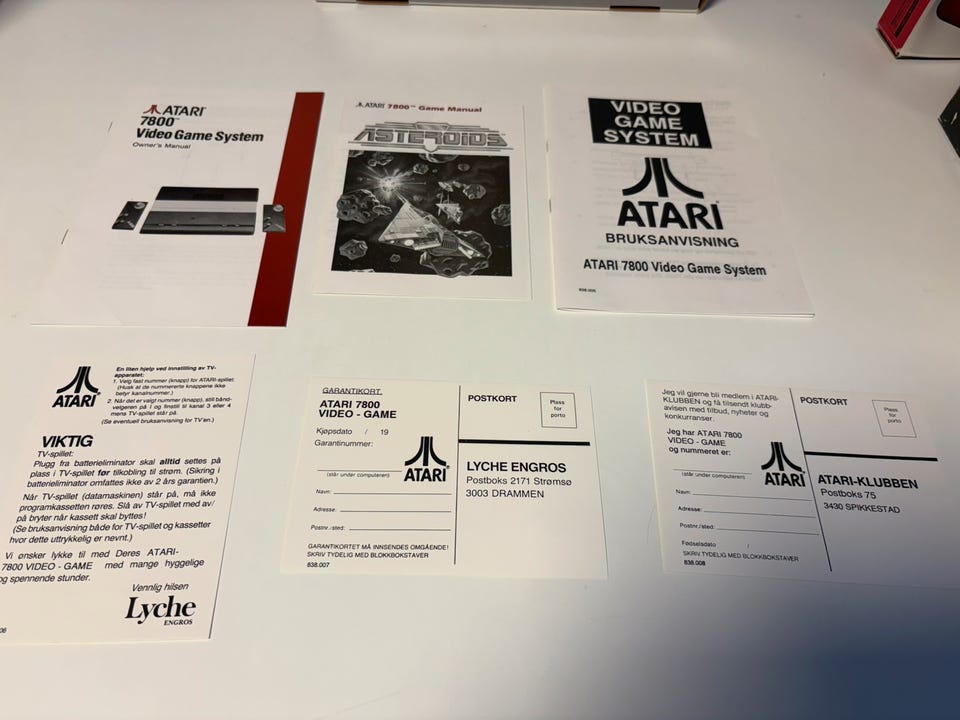 ATARI
7800™
Video Game System
Owner's Manual
ATARI 7800™ Game Manual
ASTEROIDS
VIDEO
GAME
SYSTEM
ATARI
BRUKSANVISNING
ATARI 7800 Video Game System
838.005
ATARI
En liten hjelp ved innstilling av TV-
apparatet:
1. Velg fast nummer (knapp) for ATARI-spillet.
(Husk at de nummererte knappene ikke
betyr kanalnummer.)
2. Når det er valgt nummer (knapp), still bånd-
velgeren på I og finstill til kanal 3 eller 4
mens TV-spillet står på.
(Se eventuell bruksanvisning for TV'en.)
VIKTIG
TV-spillet:
Plugg fra batterieliminator skal alltid settes på
plass i TV-spillet før tilkobling til strøm. (Sikring i
batterieliminator omfattes ikke av 2 års garantien.)
Når TV-spillet (datamaskinen) står på, må ikke
programkassetten røres. Slå av TV-spillet med av/
på bryter når kassett skal byttes!
(Se bruksanvisning både for TV-spillet og kassetter
hvor dette uttrykkelig er nevnt.)
Vi ønsker lykke til med Deres ATARI-
7800 VIDEO - GAME med mange hyggelige
og spennende stunder.
Vennlig hilsen
Lyche
ENGROS
06
GARANTIKORT
ATARI 7800
VIDEO - GAME
Kjøpsdato / 19
Garantinummer:
(står under computeren)
ATARI
Navn:
Adresse:
Postnr./-sted:
GARANTIKORTET MÅ INNSENDES OMGÅENDE!
SKRIV TYDELIG MED BLOKKBOKSTAVER
838.007
POSTKORT
Plass
for
porto
LYCHE ENGROS
Postboks 2171 Strømsø
3003 DRAMMEN
Jeg vil gjerne bli medlem i ATARI-
KLUBBEN og få tilsendt klubb-
avisen med tilbud, nyheter og
konkurranser.
Jeg har ATARI 7800
VIDEO - GAME
og nummeret er:
(står under computeren)
ATARI
Navn:
Adresse:
Postnr./sted:
Fødselsdato /
SKRIV TYDELIG MED BLOKKBOKSTAVER
838.008
POSTKORT
Plass
for
porto
ATARI-KLUBBEN
Postboks 75
3430 SPIKKESTAD